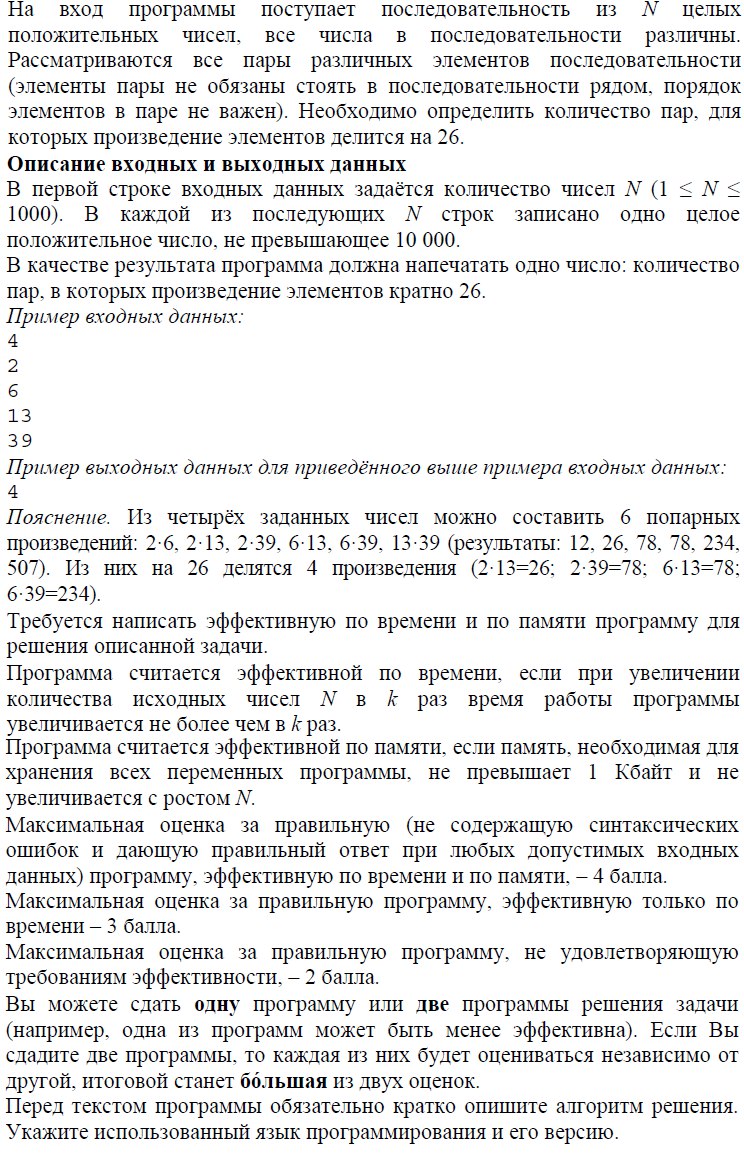 На вход программы поступает последовательность из N целых
положительных чисел, все числа в последовательности различны.
Рассматриваются все пары различных элементов последовательности
(элементы пары не обязаны стоять в последовательности рядом, порядок
элементов в паре не важен). Необходимо определить количество пар, для
которых произведение элементов делится на 26.
Описание входных и выходных данных
В первой строке входных данных задаётся количество чисел N (1 ≤ N ≤
1000). В каждой из последующих N строк записано одно целое
положительное число, не превышающее 10 000.
В качестве результата программа должна напечатать одно число: количество
пар, в которых произведение элементов кратно 26.
Пример входных данных:
4
2
6
13
39
Пример выходных данных для приведённого выше примера входных данных:
4
Пояснение. Из четырёх заданных чисел можно составить 6 попарных
произведений: 2·6, 2·13, 2·39, 6·13, 6·39, 13·39 (результаты: 12, 26, 78, 78, 234,
507). Из них на 26 делятся 4 произведения (2·13=26; 2·39=78; 6·13=78;
6·39=234).
Требуется написать эффективную по времени и по памяти программу для
решения описанной задачи.
Программа считается эффективной по времени, если при увеличении
количества исходных чисел N в k раз время работы программы
увеличивается не более чем в k раз.
Программа считается эффективной по памяти, если память, необходимая для
хранения всех переменных программы, не превышает 1 Кбайт и не
увеличивается с ростом N.
Максимальная оценка за правильную (не содержащую синтаксических
ошибок и дающую правильный ответ при любых допустимых входных
данных) программу, эффективную по времени и по памяти, – 4 балла.
Максимальная оценка за правильную программу, эффективную только по
времени – 3 балла.
Максимальная оценка за правильную программу, не удовлетворяющую
требованиям эффективности, – 2 балла.
Вы можете сдать одну программу или две программы решения задачи
(например, одна из программ может быть менее эффективна). Если Вы
сдадите две программы, то каждая из них будет оцениваться независимо от
другой, итоговой станет бо́льшая из двух оценок.
Перед текстом программы обязательно кратко опишите алгоритм решения.
Укажите использованный язык программирования и его версию.